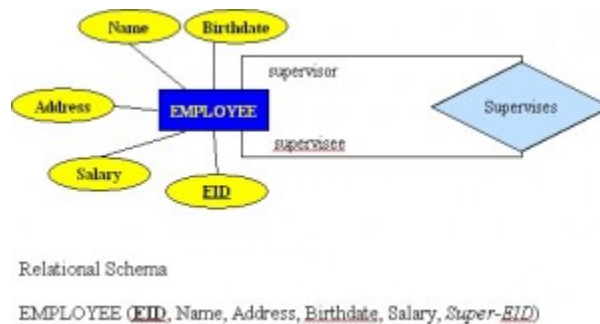 Name Birthdate
supervisor
Address EMPLOYEE Supervises
supervisee
Salary
EID
Relational Schema
EMPLOYEE (EID, Name, Address, Birthdate, Salary, Super-EID)